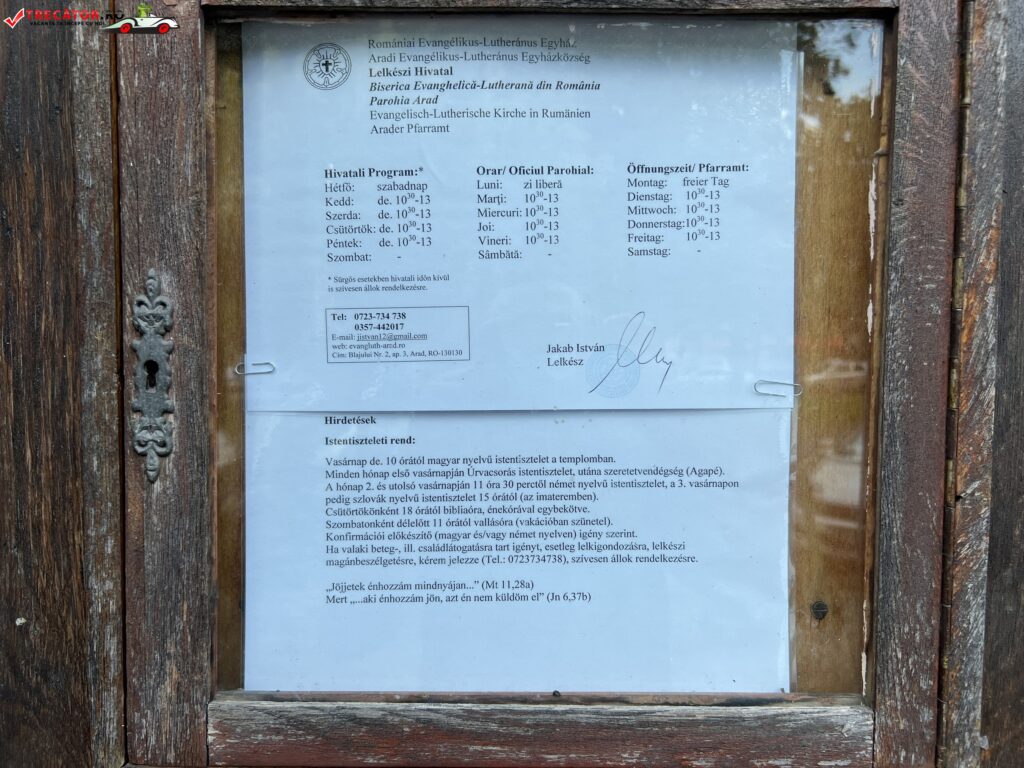 TRECATOR.RO
VACANTA TA INCEPE CU NOI
Romániai Evangélikus-Lutheránus Egyház
Aradi Evangélikus-Lutheránus Egyházközség
Lelkészi Hivatal
Biserica Evanghelică-Lutherană din România
Parohia Arad
Evangelisch-Lutherische Kirche in Rumänien
Arader Pfarramt
Hivatali Program:*
Hétfő: szabadnap
Kedd: de. 10³⁰-13
Szerda: de. 10³⁰-13
Csütörtök: de. 10³⁰-13
Péntek: de. 10³⁰-13
Szombat: -
Orar/ Oficiul Parohial:
Luni: zi liberă
Marţi: 10³⁰-13
Miercuri: 10³⁰-13
Joi: 10³⁰-13
Vineri: 10³⁰-13
Sâmbătă: -
Öffnungszeit/ Pfarramt:
Montag: freier Tag
Dienstag: 10³⁰-13
Mittwoch: 10³⁰-13
Donnerstag: 10³⁰-13
Freitag: 10³⁰-13
Samstag: -
* Sürgős esetekben hivatali időn kívül
is szívesen állok rendelkezésre.
Tel: 0723-734 738
0357-442017
E-mail: jistvan12@gmail.com
web: evangluth-arad.ro
Cím: Blajului Nr. 2, ap. 3, Arad, RO-130130
Jakab István
Lelkész
Hirdetések
Istentiszteleti rend:
Vasárnap de. 10 órától magyar nyelvű istentisztelet a templomban.
Minden hónap első vasárnapján Úrvacsorás istentisztelet, utána szeretetvendégség (Agapé).
A hónap 2. és utolsó vasárnapján 11 óra 30 perctől német nyelvű istentisztelet, a 3. vasárnapon
pedig szlovák nyelvű istentisztelet 15 órától (az imateremben).
Csütörtökönként 18 órától bibliaóra, énekórával egybekötve.
Szombatonként délelőtt 11 órától vallásóra (vakációban szünetel).
Konfirmációi előkészítő (magyar és/vagy német nyelven) igény szerint.
Ha valaki beteg-, ill. családlátogatásra tart igényt, esetleg lelkigondozásra, lelkészi
magánbeszélgetésre, kérem jelezze (Tel.: 0723734738), szívesen állok rendelkezésre.
„Jöjjetek énhozzám mindnyájan...” (Mt 11,28a)
Mert „...aki énhozzám jön, azt én nem küldöm el” (Jn 6,37b)